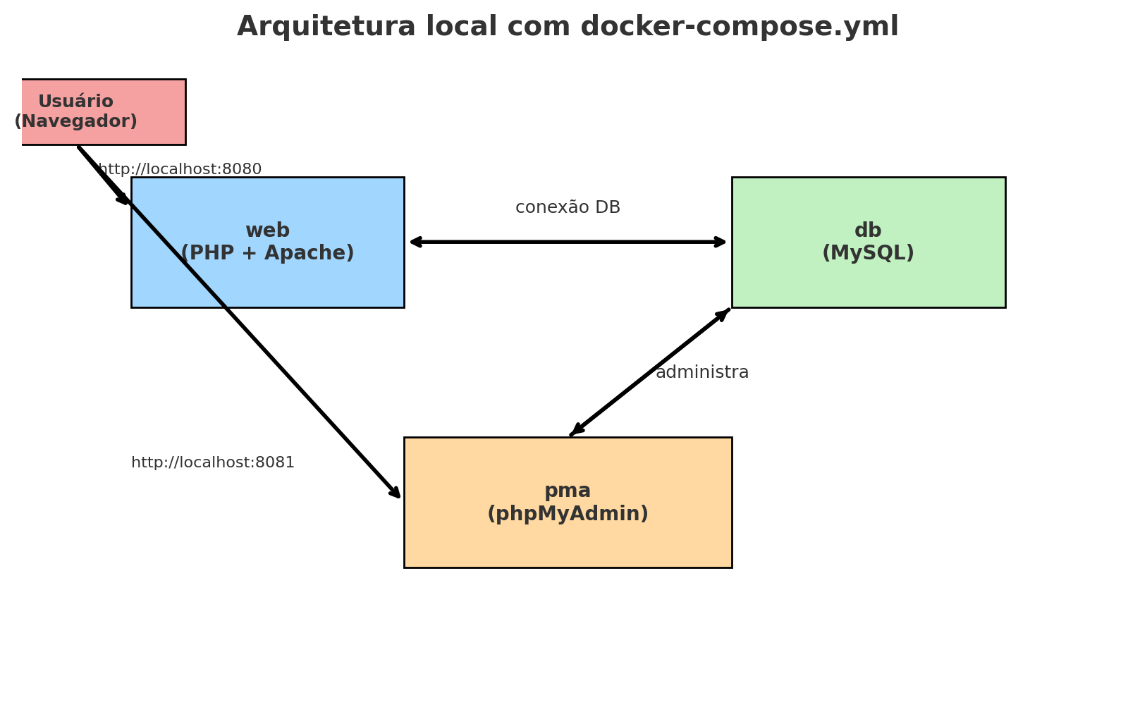 Arquitetura local com docker-compose.yml
Usuário
(Navegador)
http://localhost:8080
web
(PHP + Apache)
conexão DB
db
(MySQL)
administra
http://localhost:8081
pma
(phpMyAdmin)